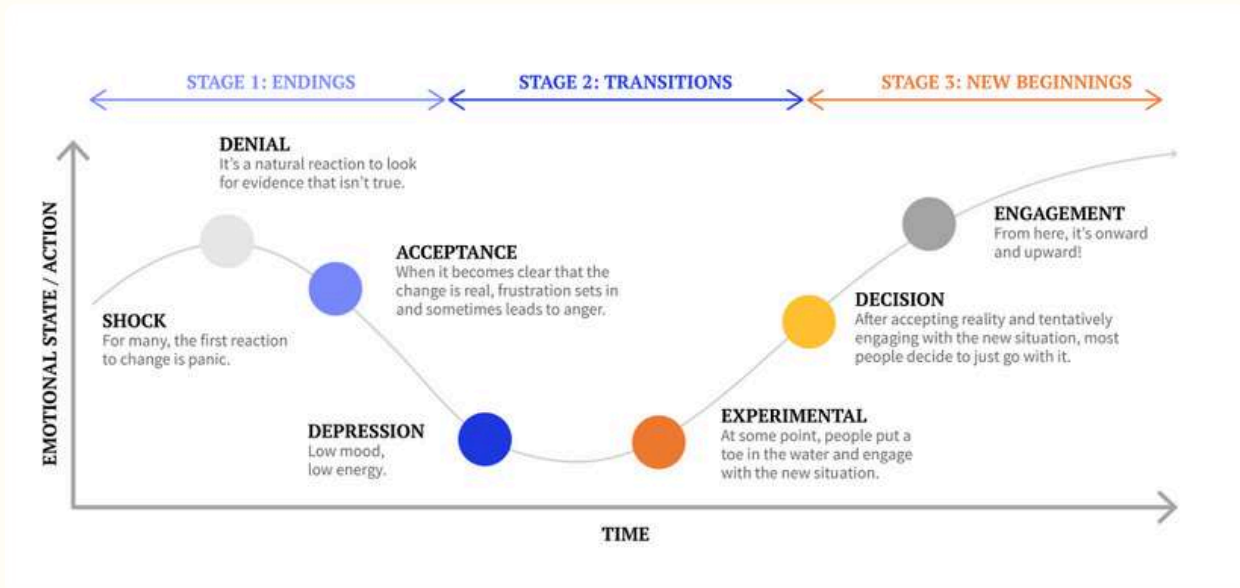 STAGE 1: ENDINGS
STAGE 2: TRANSITIONS
STAGE 3: NEW BEGINNINGS
EMOTIONAL STATE / ACTION
DENIAL
It's a natural reaction to look
for evidence that isn't true.
SHOCK
For many, the first reaction
to change is panic.
ACCEPTANCE
When it becomes clear that the
change is real, frustration sets in
and sometimes leads to anger.
DEPRESSION
Low mood,
low energy.
EXPERIMENTAL
At some point, people put a
toe in the water and engage
with the new situation.
DECISION
After accepting reality and tentatively
engaging with the new situation, most
people decide to just go with it.
ENGAGEMENT
From here, it's onward
and upward!
TIME